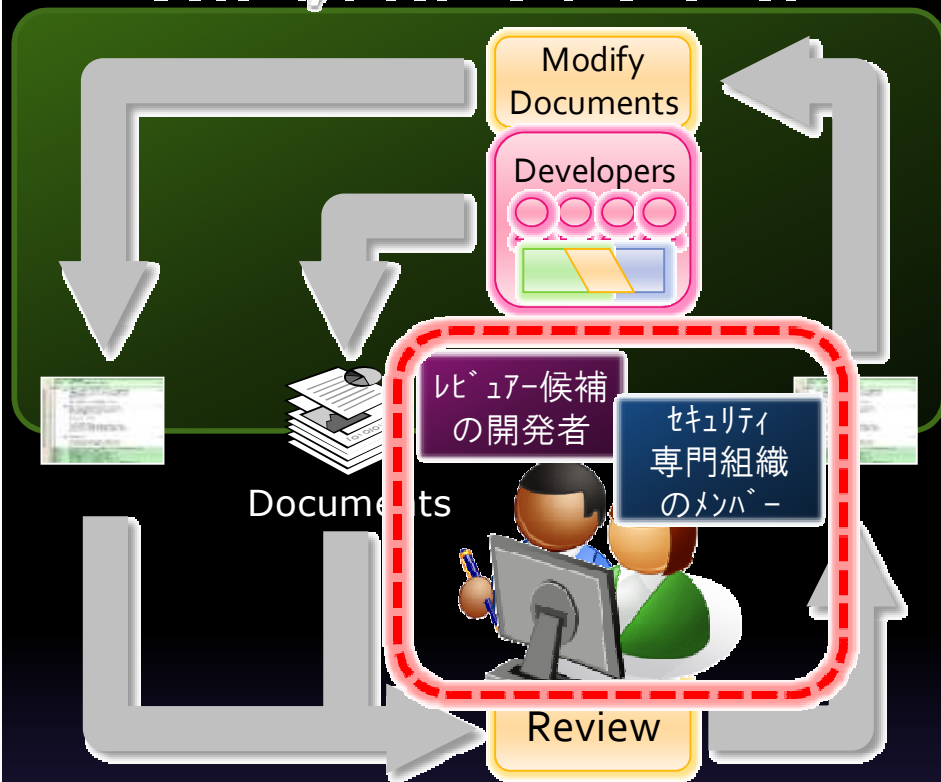 Modify
Documents
Developers
ﾚﾋﾞｭｱｰ候補
の開発者
ｾｷｭﾘﾃｨ
専門組織
のﾒﾝﾊﾞｰ
Documents
Review